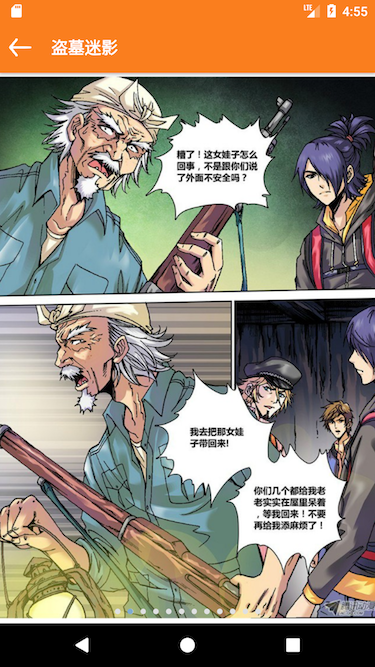 LTE 4:55
盗墓迷影
糟了！这女娃子怎么
回事，不是跟你们说
了外面不安全吗？
我去把那女娃
子带回来!
你们几个都给我老
老实实在屋里呆着
，等我回来！不要
再给我添麻烦了！